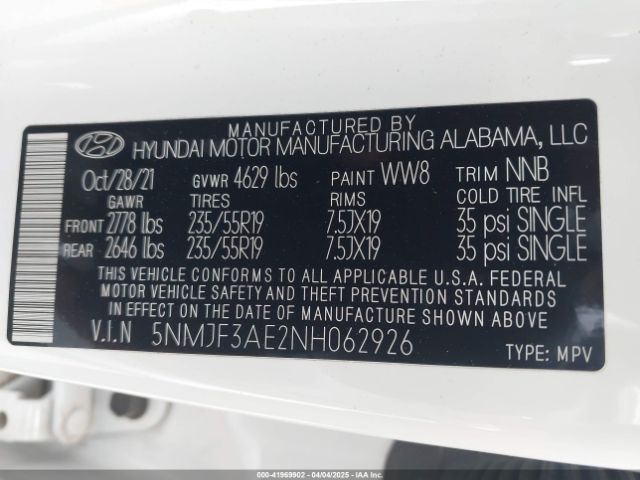 MANUFACTURED BY
HYUNDAI MOTOR MANUFACTURING ALABAMA, LLC
Oct/28/21 GVWR 4629 lbs PAINT WW8 TRIM NNB
GAWR TIRES RIMS COLD TIRE INFL
FRONT 2778 lbs 235/55R19 7.5JX19 35 psi SINGLE
REAR 2646 lbs 235/55R19 7.5JX19 35 psi SINGLE
THIS VEHICLE CONFORMS TO ALL APPLICABLE U.S.A. FEDERAL
MOTOR VEHICLE SAFETY AND THEFT PREVENTION STANDARDS
IN EFFECT ON THE DATE OF MANUFACTURE SHOWN ABOVE.
V.I.N 5NMJF3AE2NH062926
TYPE: MPV
000-41969902 - 04/04/2025 - IAAI.COM